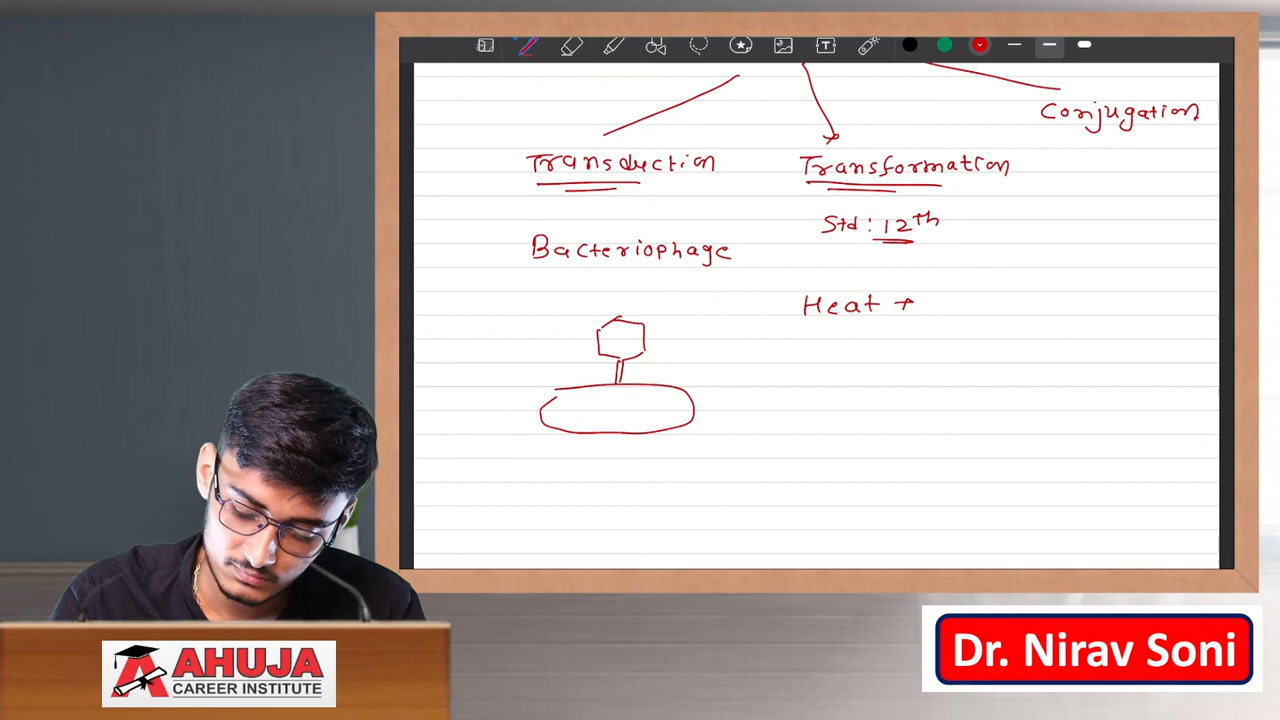 Conjugation
Transduction
Transformation
Std : 12th
Bacteriophage
Heat +
AHUJA
CAREER INSTITUTE
Dr. Nirav Soni